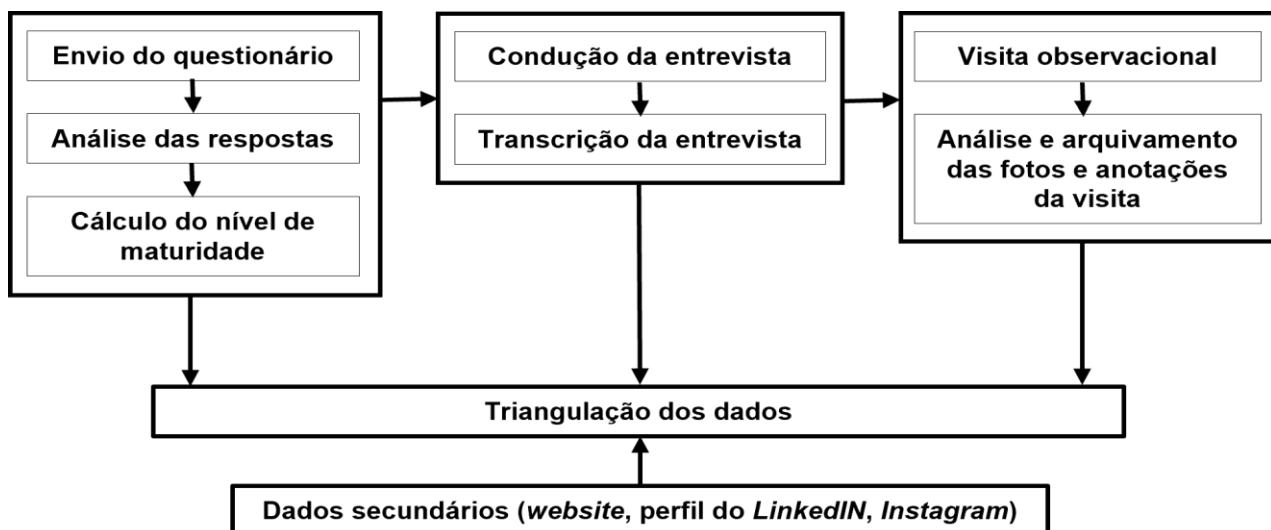 Envio do questionário
Análise das respostas
Cálculo do nível de
maturidade
Condução da entrevista
Transcrição da entrevista
Visita observacional
Análise e arquivamento
das fotos e anotações
da visita
Triangulação dos dados
Dados secundários (website, perfil do LinkedIN, Instagram)